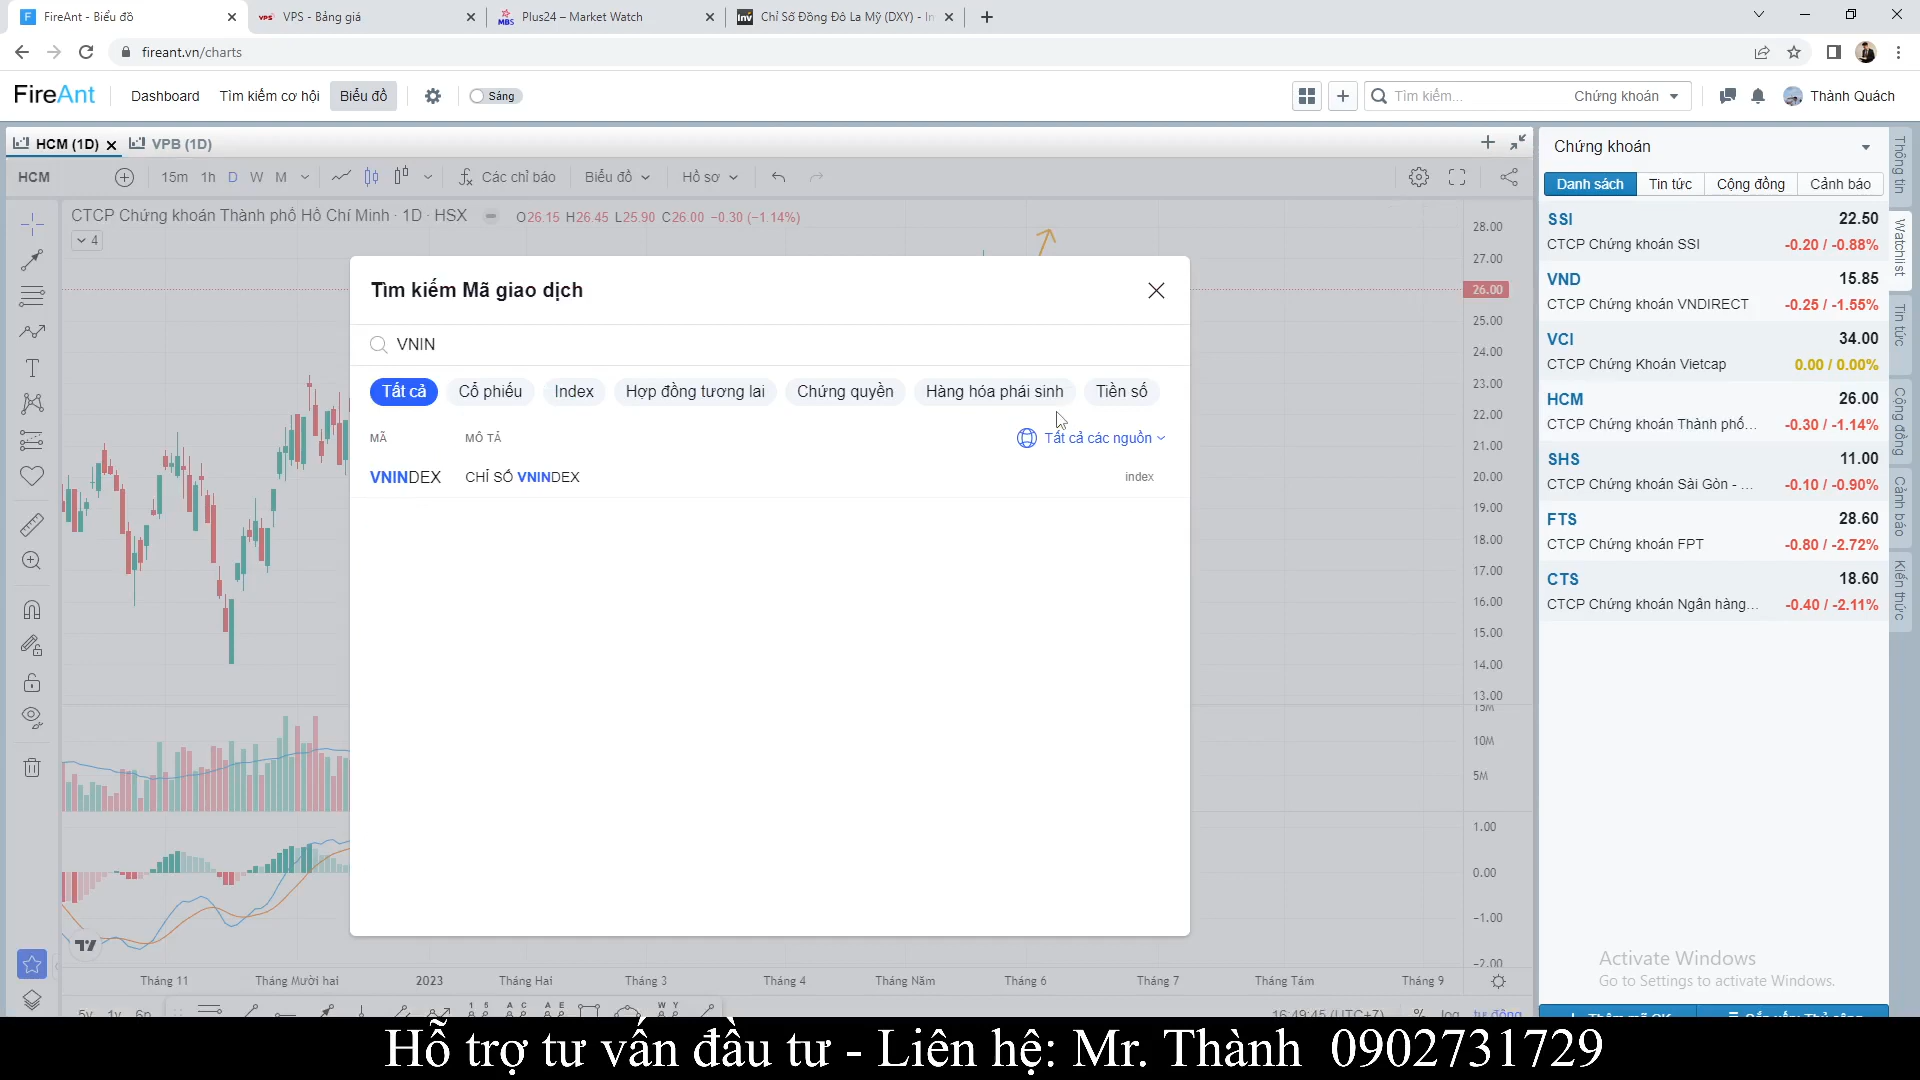 FireAnt - Biểu đồ
VPS - Bảng giá
Plus24 – Market Watch
Chỉ Số Đồng Đô La Mỹ (DXY) - In
fireant.vn/charts
FireAnt
Dashboard
Tìm kiếm cơ hội
Biểu đồ
Sáng
Tìm kiếm...
Chứng khoán
Thành Quách
HCM (1D)
VPB (1D)
HCM
15m 1h D W M
Các chỉ báo
Biểu đồ
Hồ sơ
CTCP Chứng khoán Thành phố Hồ Chí Minh · 1D · HSX
O26.15 H26.45 L25.90 C26.00 −0.30 (−1.14%)
4
Tìm kiếm Mã giao dịch
VNIN
Tất cả
Cổ phiếu
Index
Hợp đồng tương lai
Chứng quyền
Hàng hóa phái sinh
Tiền số
MÃ
MÔ TẢ
Tất cả các nguồn
VNINDEX
CHỈ SỐ VNINDEX
index
28.00
27.00
26.00
25.00
24.00
23.00
22.00
21.00
20.00
19.00
18.00
17.00
16.00
15.00
14.00
13.00
15M
10M
5M
1.00
0.00
−1.00
−2.00
Tháng 11
Tháng Mười hai
2023
Tháng Hai
Tháng 3
Tháng 4
Tháng Năm
Tháng 6
Tháng 7
Tháng Tám
Tháng 9
5y 1y 6p
16:49:45 (UTC+7)
%
log
tự động
Chứng khoán
Danh sách
Tin tức
Cộng đồng
Cảnh báo
SSI 22.50
CTCP Chứng khoán SSI -0.20 / -0.88%
VND 15.85
CTCP Chứng khoán VNDIRECT -0.25 / -1.55%
VCI 34.00
CTCP Chứng Khoán Vietcap 0.00 / 0.00%
HCM 26.00
CTCP Chứng khoán Thành phố... -0.30 / -1.14%
SHS 11.00
CTCP Chứng khoán Sài Gòn - ... -0.10 / -0.90%
FTS 28.60
CTCP Chứng khoán FPT -0.80 / -2.72%
CTS 18.60
CTCP Chứng khoán Ngân hàng... -0.40 / -2.11%
Thông tin
Watchlist
Tin tức
Cộng đồng
Cảnh báo
Kiến thức
Activate Windows
Go to Settings to activate Windows.
Hỗ trợ tư vấn đầu tư - Liên hệ: Mr. Thành 0902731729